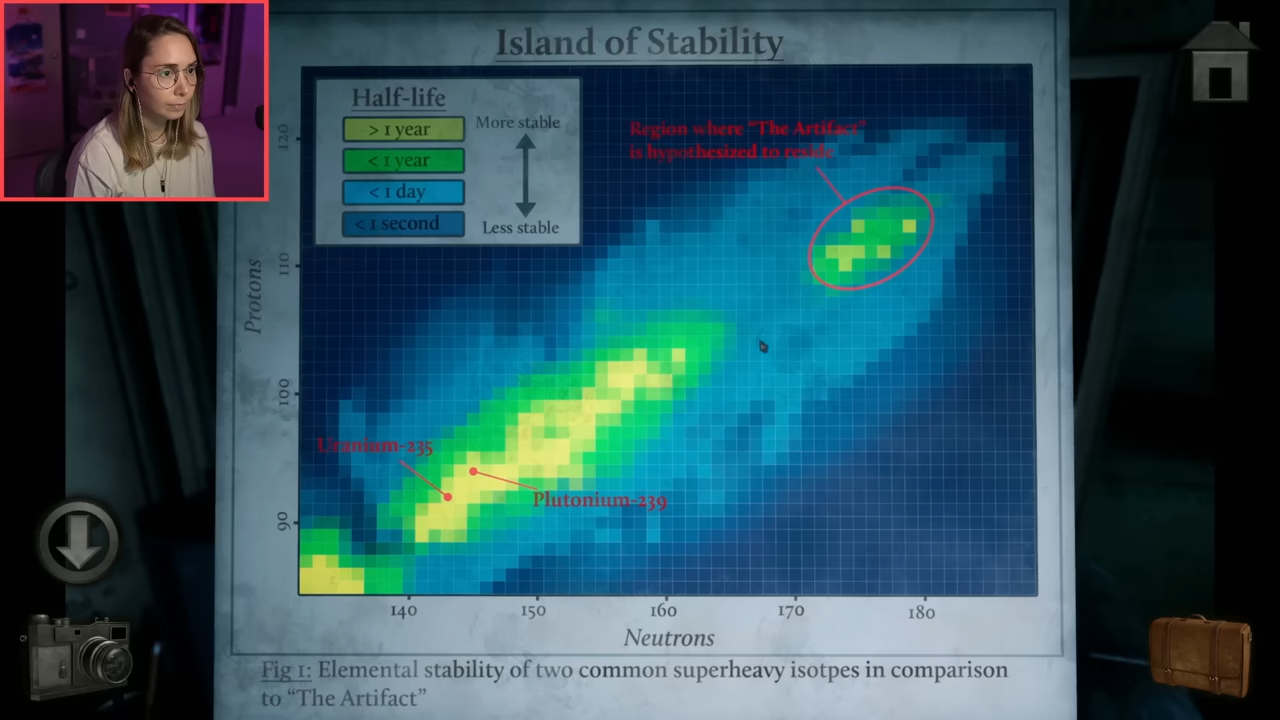 Island of Stability
Half-life
> 1 year
< 1 year
< 1 day
< 1 second
More stable
Less stable
Region where "The Artifact"
is hypothesized to reside
Uranium-235
Plutonium-239
Protons
120
110
100
90
140
150
160
170
180
Neutrons
Fig 1: Elemental stability of two common superheavy isotpes in comparison
to "The Artifact"